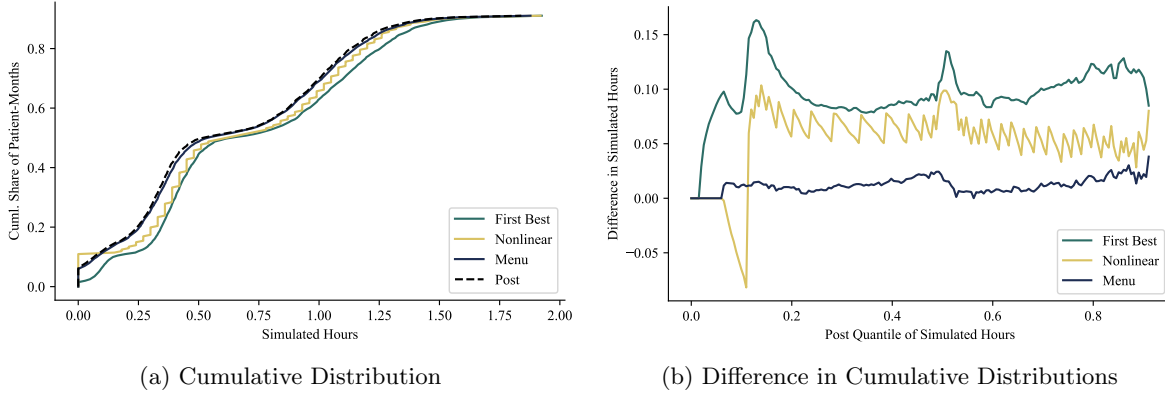 Cuml. Share of Patient-Months
0.8
0.6
0.4
0.2
0.0
0.00 0.25 0.50 0.75 1.00 1.25 1.50 1.75 2.00
Simulated Hours
First Best
Nonlinear
Menu
Post
(a) Cumulative Distribution
Difference in Simulated Hours
0.15
0.10
0.05
0.00
−0.05
0.0 0.2 0.4 0.6 0.8
Post Quantile of Simulated Hours
First Best
Nonlinear
Menu
(b) Difference in Cumulative Distributions